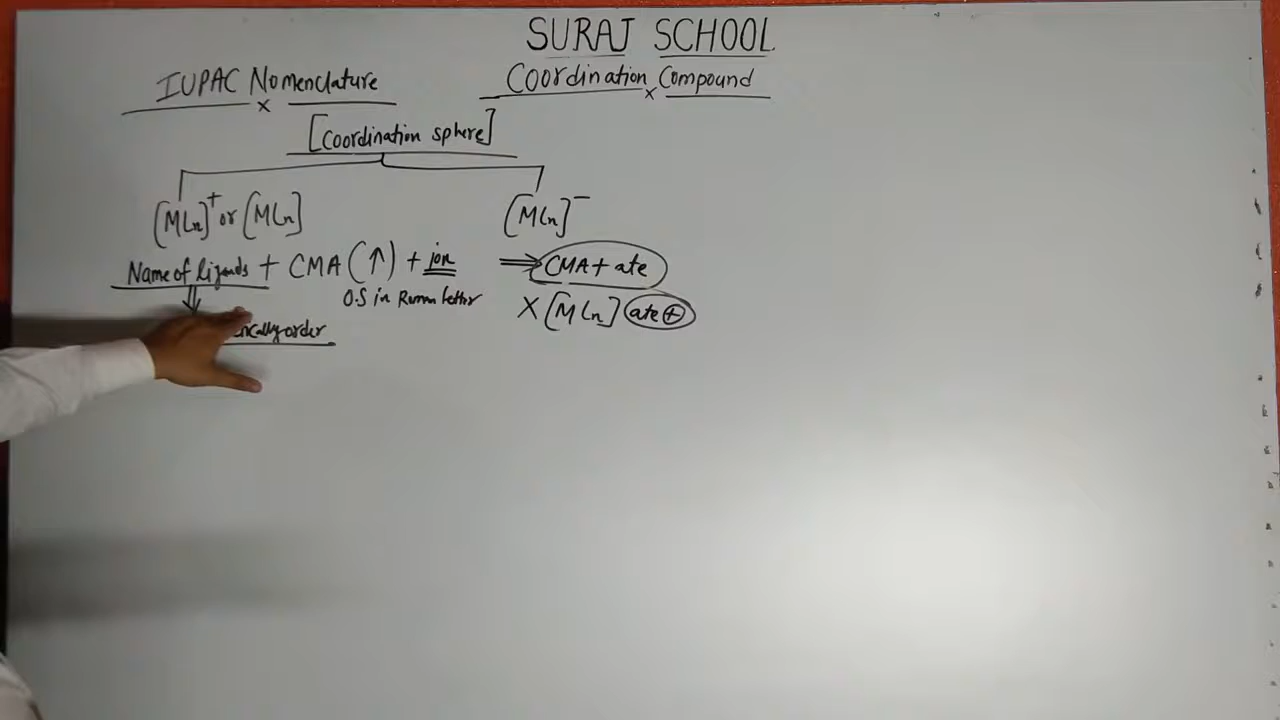 SURAJ SCHOOL
IUPAC Nomenclature
Coordination Compound
[Coordination sphere]
[MLn]⁺ or [MLn]
[MLn]⁻
Name of ligands + CMA (↑) + ion
⇒ CMA + ate
O.S in Roman letter
X [MLn] ate ⊕
order